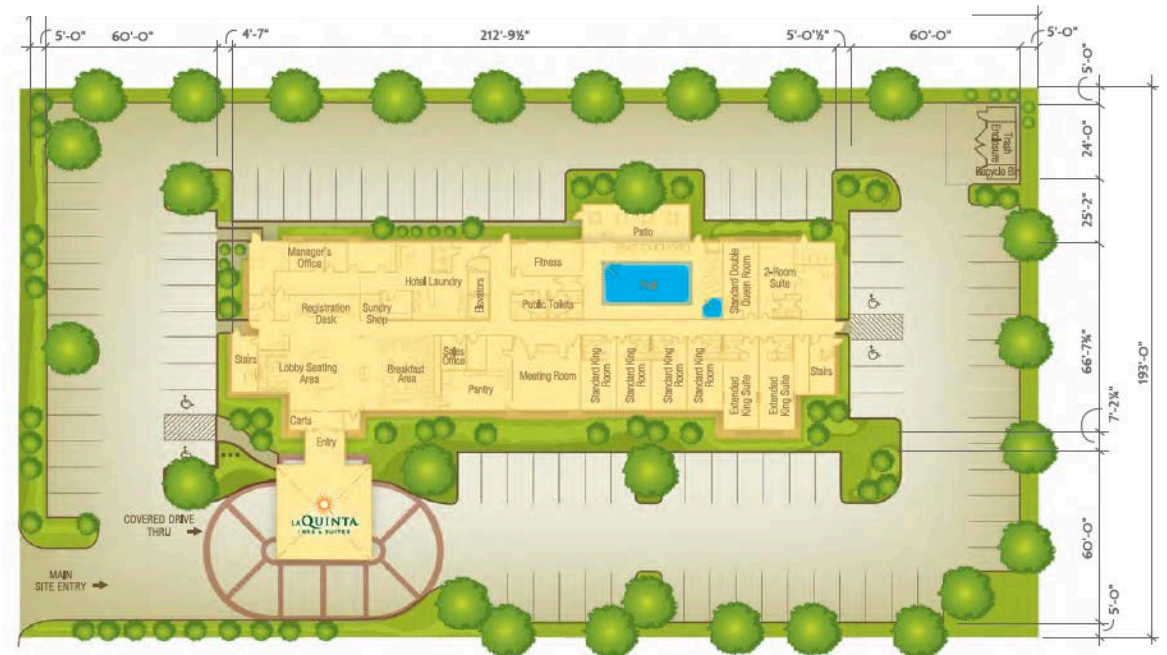 5'-0"
60'-0"
4'-7"
212'-9½"
5'-0½"
60'-0"
5'-0"
5'-0"
24'-0"
25'-2"
66'-7¾"
193'-0"
7'-2¼"
60'-0"
5'-0"
Trash
Enclosure
Recycle Bin
Patio
Manager's
Office
Hotel Laundry
Elevators
Fitness
Public Toilets
Pool
Standard Double
Queen Room
2-Room
Suite
Registration
Desk
Sundry
Shop
Stairs
Lobby Seating
Area
Breakfast
Area
Sales
Office
Pantry
Meeting Room
Standard King
Room
Standard King
Room
Standard King
Room
Standard King
Room
Extended
King Suite
Extended
King Suite
Stairs
Carts
Entry
LA QUINTA
INNS & SUITES
COVERED DRIVE
THRU
MAIN
SITE ENTRY